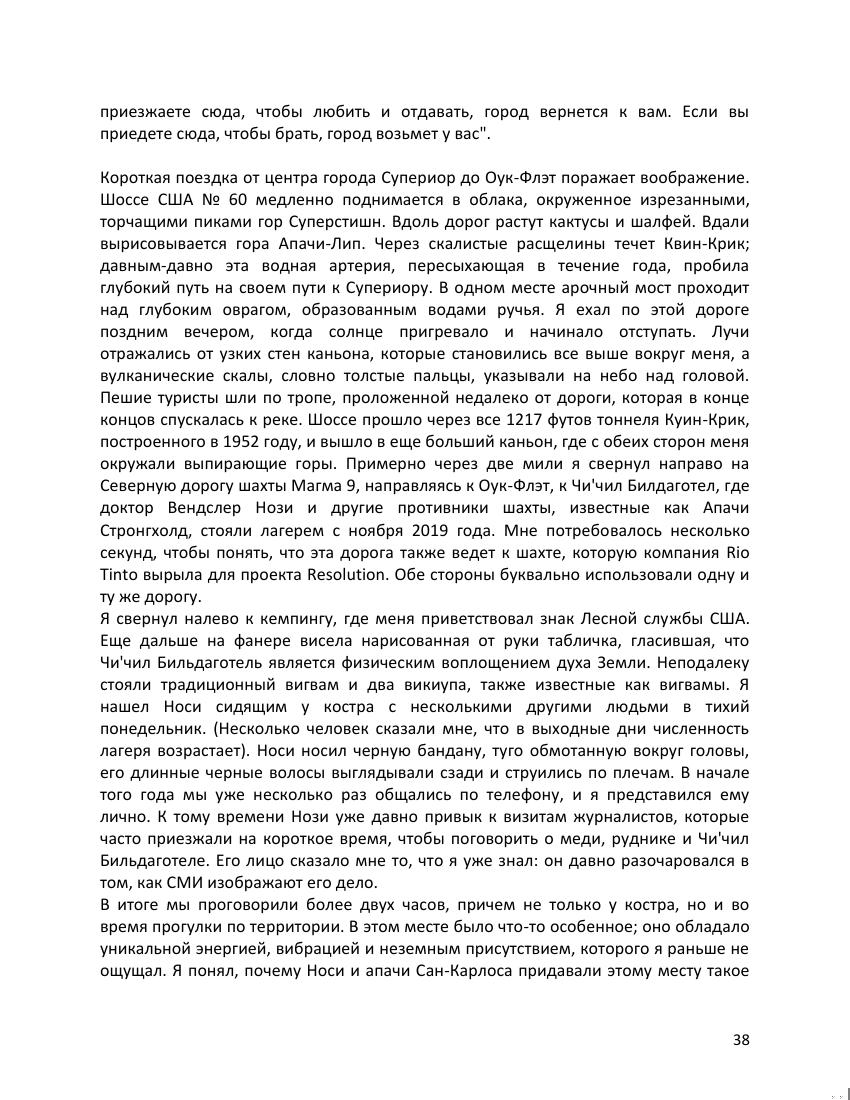 приезжаете сюда, чтобы любить и отдавать, город вернется к вам. Если вы
приедете сюда, чтобы брать, город возьмет у вас".
Короткая поездка от центра города Супериор до Оук-Флэт поражает воображение.
Шоссе США № 60 медленно поднимается в облака, окруженное изрезанными,
торчащими пиками гор Суперстишн. Вдоль дорог растут кактусы и шалфей. Вдали
вырисовывается гора Апачи-Лип. Через скалистые расщелины течет Квин-Крик;
давным-давно эта водная артерия, пересыхающая в течение года, пробила
глубокий путь на своем пути к Супериору. В одном месте арочный мост проходит
над глубоким оврагом, образованным водами ручья. Я ехал по этой дороге
поздним вечером, когда солнце пригревало и начинало отступать. Лучи
отражались от узких стен каньона, которые становились все выше вокруг меня, а
вулканические скалы, словно толстые пальцы, указывали на небо над головой.
Пешие туристы шли по тропе, проложенной недалеко от дороги, которая в конце
концов спускалась к реке. Шоссе прошло через все 1217 футов тоннеля Куин-Крик,
построенного в 1952 году, и вышло в еще больший каньон, где с обеих сторон меня
окружали выпирающие горы. Примерно через две мили я свернул направо на
Северную дорогу шахты Магма 9, направляясь к Оук-Флэт, к Чи'чил Билдаготел, где
доктор Вендслер Нози и другие противники шахты, известные как Апачи
Стронгхолд, стояли лагерем с ноября 2019 года. Мне потребовалось несколько
секунд, чтобы понять, что эта дорога также ведет к шахте, которую компания Rio
Tinto вырыла для проекта Resolution. Обе стороны буквально использовали одну и
ту же дорогу.
Я свернул налево к кемпингу, где меня приветствовал знак Лесной службы США.
Еще дальше на фанере висела нарисованная от руки табличка, гласившая, что
Чи'чил Бильдаготель является физическим воплощением духа Земли. Неподалеку
стояли традиционный вигвам и два викиупа, также известные как вигвамы. Я
нашел Носи сидящим у костра с несколькими другими людьми в тихий
понедельник. (Несколько человек сказали мне, что в выходные дни численность
лагеря возрастает). Носи носил черную бандану, туго обмотанную вокруг головы,
его длинные черные волосы выглядывали сзади и струились по плечам. В начале
того года мы уже несколько раз общались по телефону, и я представился ему
лично. К тому времени Нози уже давно привык к визитам журналистов, которые
часто приезжали на короткое время, чтобы поговорить о меди, руднике и Чи'чил
Бильдаготеле. Его лицо сказало мне то, что я уже знал: он давно разочаровался в
том, как СМИ изображают его дело.
В итоге мы проговорили более двух часов, причем не только у костра, но и во
время прогулки по территории. В этом месте было что-то особенное; оно обладало
уникальной энергией, вибрацией и неземным присутствием, которого я раньше не
ощущал. Я понял, почему Носи и апачи Сан-Карлоса придавали этому месту такое
38